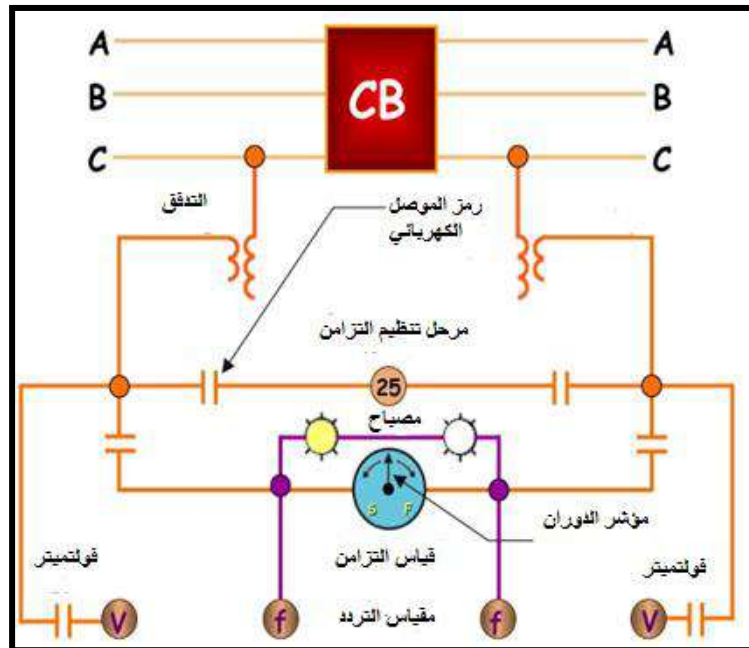 A
A
B
CB
B
C
C
التدفق
رمز الموصل
الكهربائي
مرحل تنظيم التزامن
25
مصباح
S F
مؤشر الدوران
قياس التزامن
فولتميتر
فولتميتر
مقياس التردد
V
f
f
V